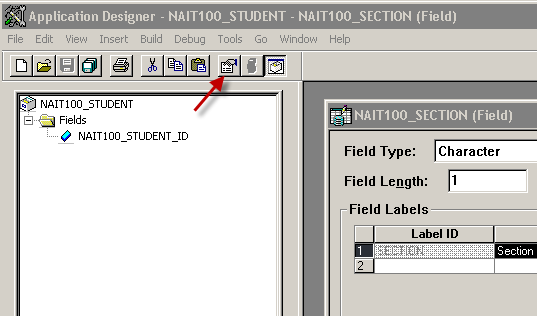 Application Designer - NAIT100_STUDENT - NAIT100_SECTION (Field)
File Edit View Insert Build Debug Tools Go Window Help
NAIT100_STUDENT
Fields
NAIT100_STUDENT_ID
NAIT100_SECTION (Field)
Field Type: Character
Field Length: 1
Field Labels
Label ID
1 SECTION Section
2